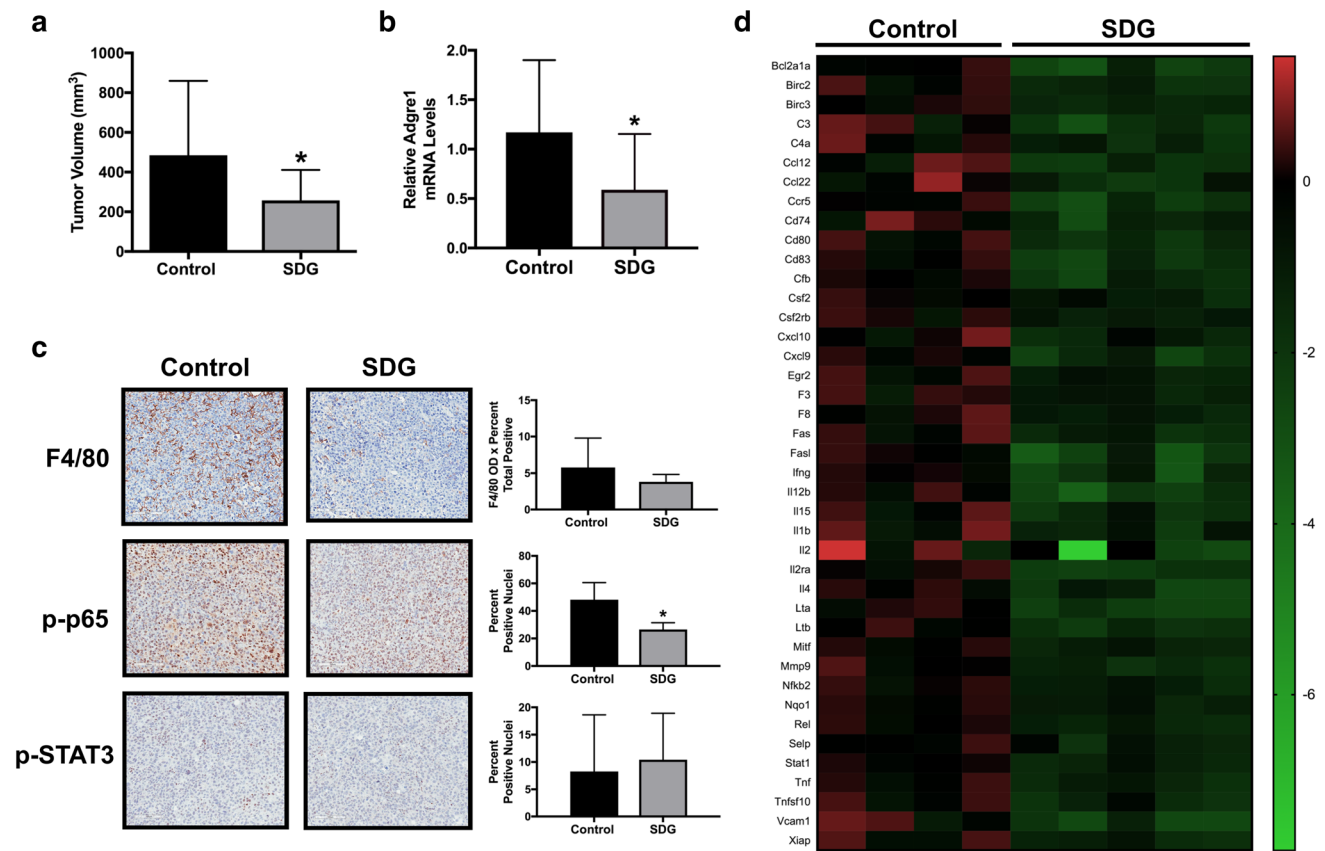 a
Tumor Volume (mm3)
1000
800
600
400
200
0
*
Control
SDG
b
Relative Adgre1
mRNA Levels
2.0
1.5
1.0
0.5
0.0
*
Control
SDG
c
Control
SDG
F4/80
F4/80 OD x Percent
Total Positive
15
10
5
0
Control
SDG
p-p65
Percent
Positive Nuclei
80
60
40
20
0
*
Control
SDG
p-STAT3
Percent
Positive Nuclei
20
15
10
5
0
Control
SDG
d
Control
SDG
Bcl2a1a
Birc2
Birc3
C3
C4a
Ccl12
Ccl22
Ccr5
Cd74
Cd80
Cd83
Cfb
Csf2
Csf2rb
Cxcl10
Cxcl9
Egr2
F3
F8
Fas
Fasl
Ifng
Il12b
Il15
Il1b
Il2
Il2ra
Il4
Lta
Ltb
Mitf
Mmp9
Nfkb2
Nqo1
Rel
Selp
Stat1
Tnf
Tnfsf10
Vcam1
Xiap
0
-2
-4
-6